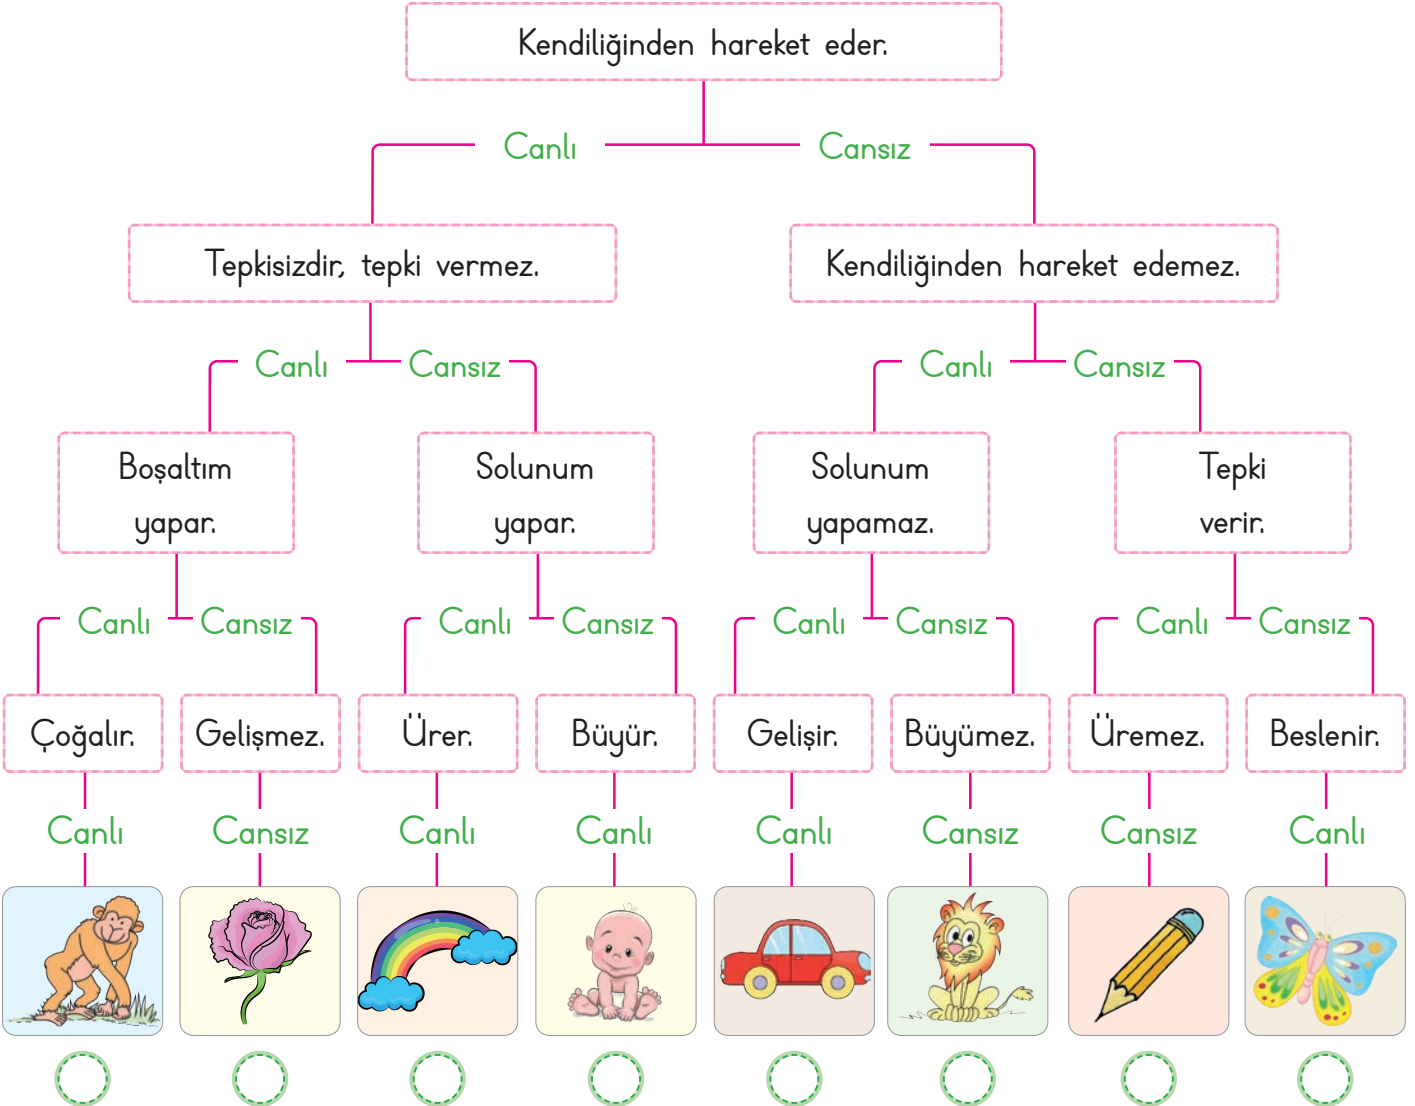 Kendiliğinden hareket eder.
Canlı
Cansız
Tepkisizdir, tepki vermez.
Kendiliğinden hareket edemez.
Canlı
Cansız
Canlı
Cansız
Boşaltım
yapar.
Solunum
yapar.
Solunum
yapamaz.
Tepki
verir.
Canlı
Cansız
Canlı
Cansız
Canlı
Cansız
Canlı
Cansız
Çoğalır.
Gelişmez.
Ürer.
Büyür.
Gelişir.
Büyümez.
Üremez.
Beslenir.
Canlı
Cansız
Canlı
Canlı
Canlı
Cansız
Cansız
Canlı